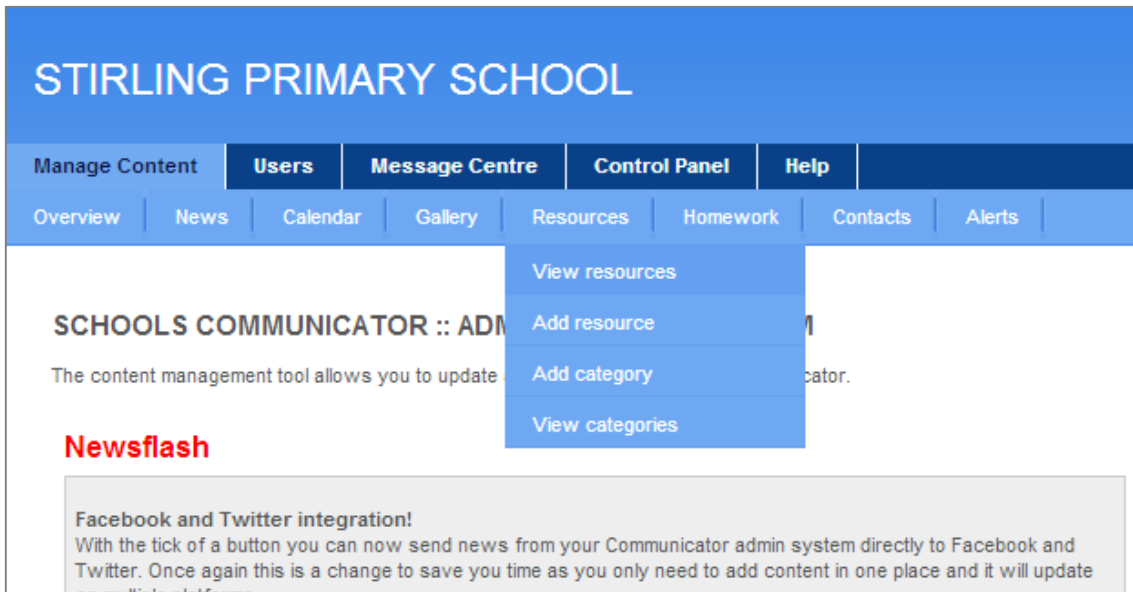 STIRLING PRIMARY SCHOOL
Manage Content Users Message Centre Control Panel Help
Overview News Calendar Gallery Resources Homework Contacts Alerts
View resources
SCHOOLS COMMUNICATOR :: Add resource
The content management tool allows you to update Add category
View categories
Newsflash
Facebook and Twitter integration!
With the tick of a button you can now send news from your Communicator admin system directly to Facebook and
Twitter. Once again this is a change to save you time as you only need to add content in one place and it will update